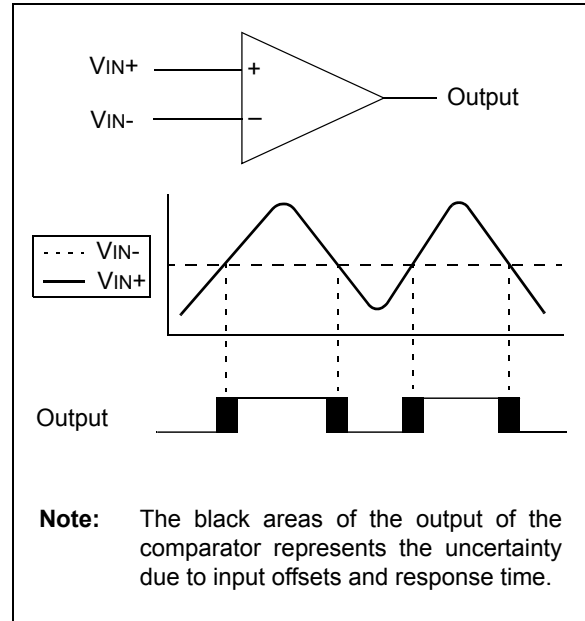 VIN+
+
Output
VIN-
–
VIN-
VIN+
Output
Note: The black areas of the output of the
comparator represents the uncertainty
due to input offsets and response time.